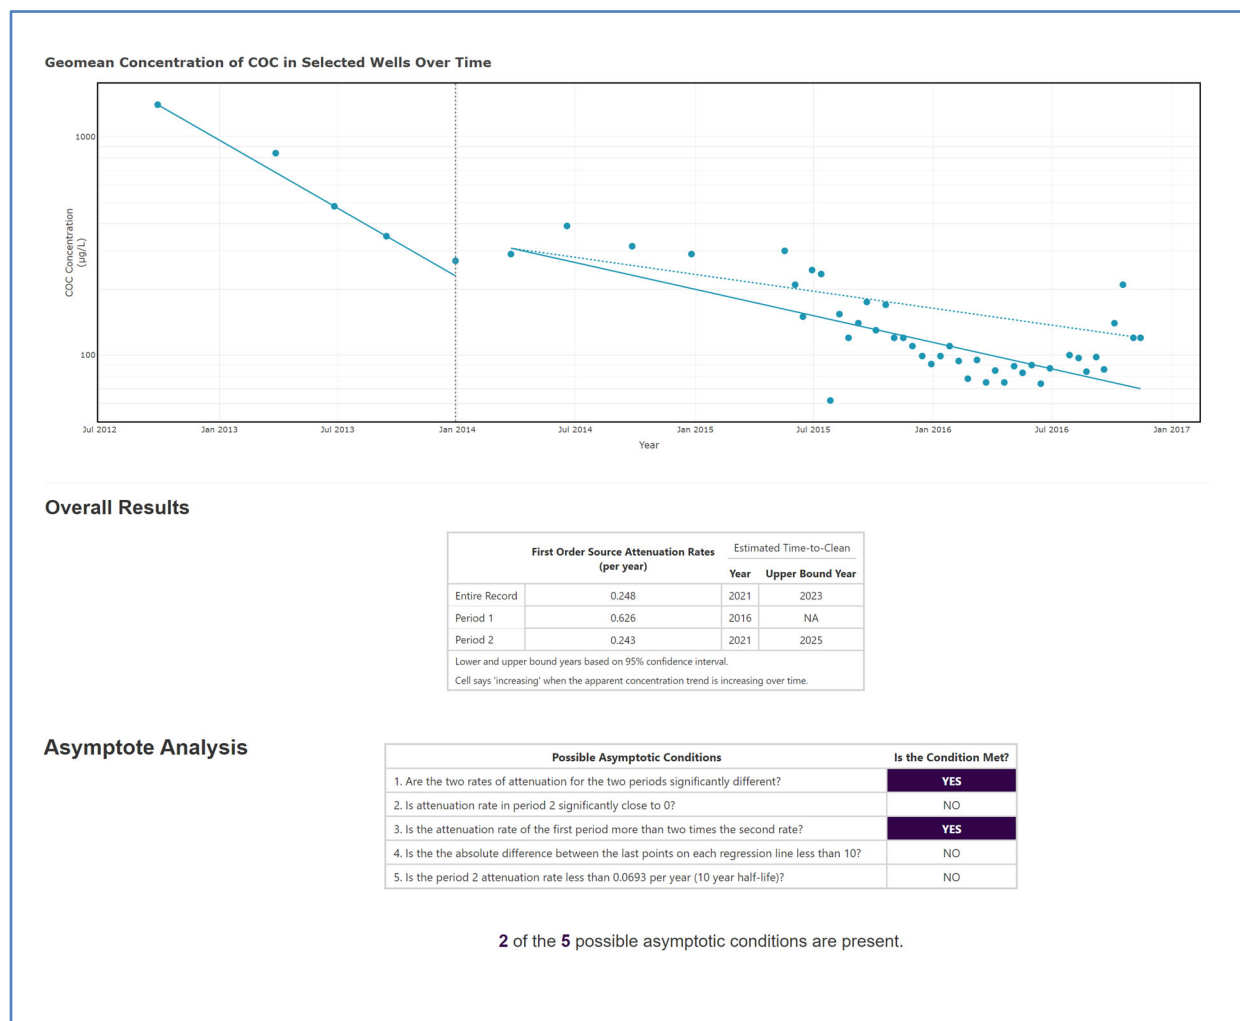 Geomean Concentration of COC in Selected Wells Over Time
1000
100
COC Concentration
(µg/L)
Jul 2012 Jan 2013 Jul 2013 Jan 2014 Jul 2014 Jan 2015 Jul 2015 Jan 2016 Jul 2016 Jan 2017
Year
Overall Results
First Order Source Attenuation Rates
(per year)
Estimated Time-to-Clean
Year Upper Bound Year
Entire Record 0.248 2021 2023
Period 1 0.626 2016 NA
Period 2 0.243 2021 2025
Lower and upper bound years based on 95% confidence interval.
Cell says 'increasing' when the apparent concentration trend is increasing over time.
Asymptote Analysis
Possible Asymptotic Conditions Is the Condition Met?
1. Are the two rates of attenuation for the two periods significantly different? YES
2. Is attenuation rate in period 2 significantly close to 0? NO
3. Is the attenuation rate of the first period more than two times the second rate? YES
4. Is the the absolute difference between the last points on each regression line less than 10? NO
5. Is the period 2 attenuation rate less than 0.0693 per year (10 year half-life)? NO
2 of the 5 possible asymptotic conditions are present.